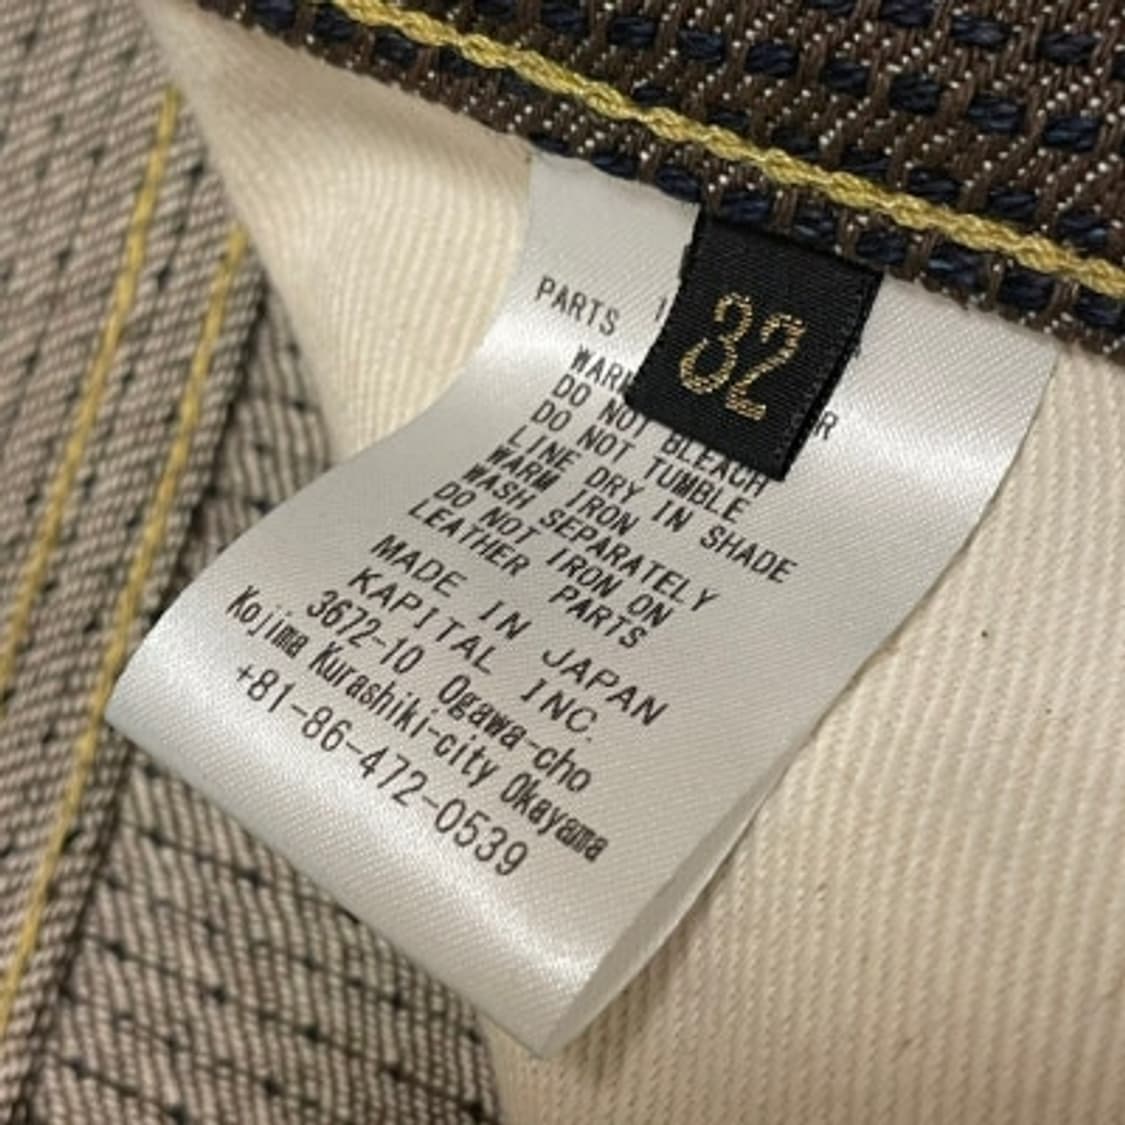 32
PARTS
DO NOT BLEACH
DO NOT TUMBLE
LINE DRY IN SHADE
WARM IRON
WASH SEPARATELY
DO NOT IRON ON
LEATHER PARTS
MADE IN JAPAN
KAPITAL INC.
3672-10 Ogawa-cho
Kojima Kurashiki-city Okayama
+81-86-472-0539